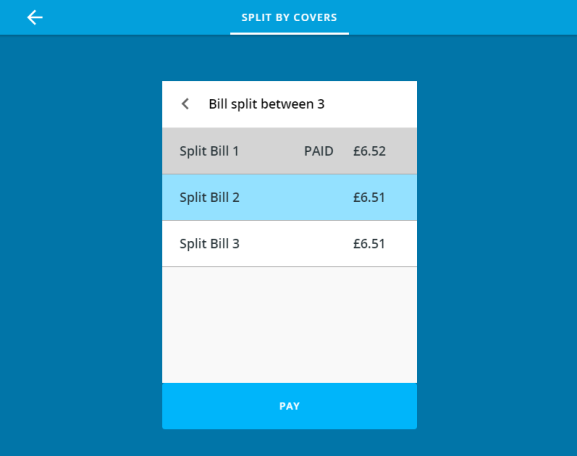 SPLIT BY COVERS
Bill split between 3
Split Bill 1 PAID £6.52
Split Bill 2 £6.51
Split Bill 3 £6.51
PAY